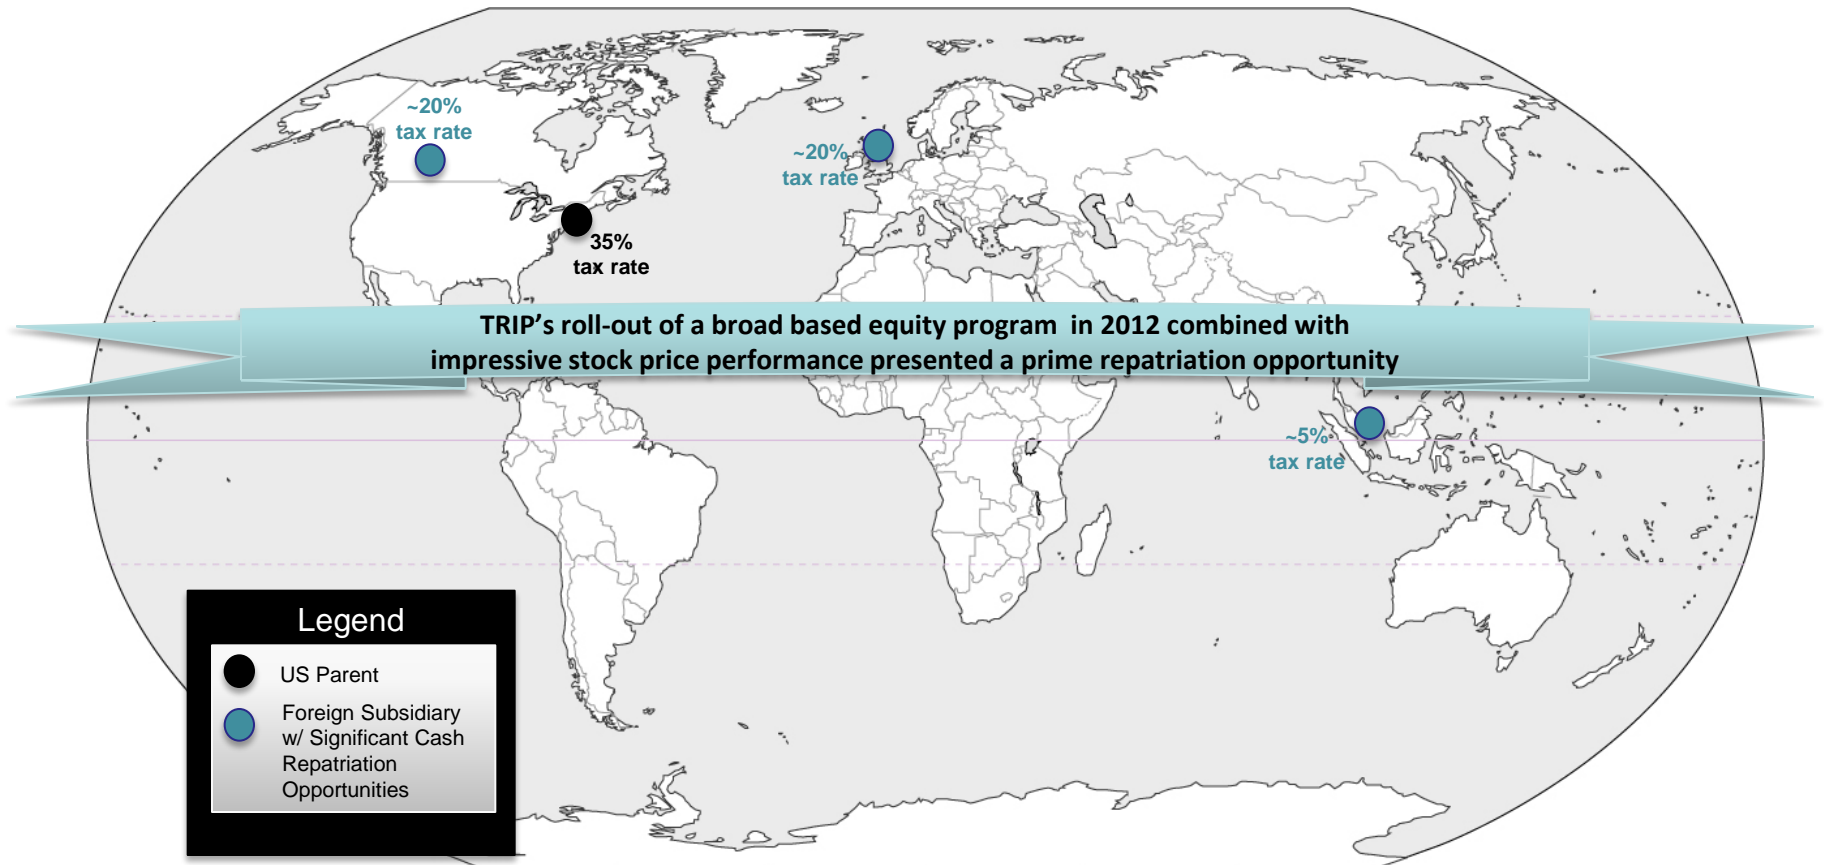 ~20%
tax rate
~20%
tax rate
35%
tax rate
TRIP’s roll-out of a broad based equity program in 2012 combined with
impressive stock price performance presented a prime repatriation opportunity
~5%
tax rate
Legend
US Parent
Foreign Subsidiary
w/ Significant Cash
Repatriation
Opportunities